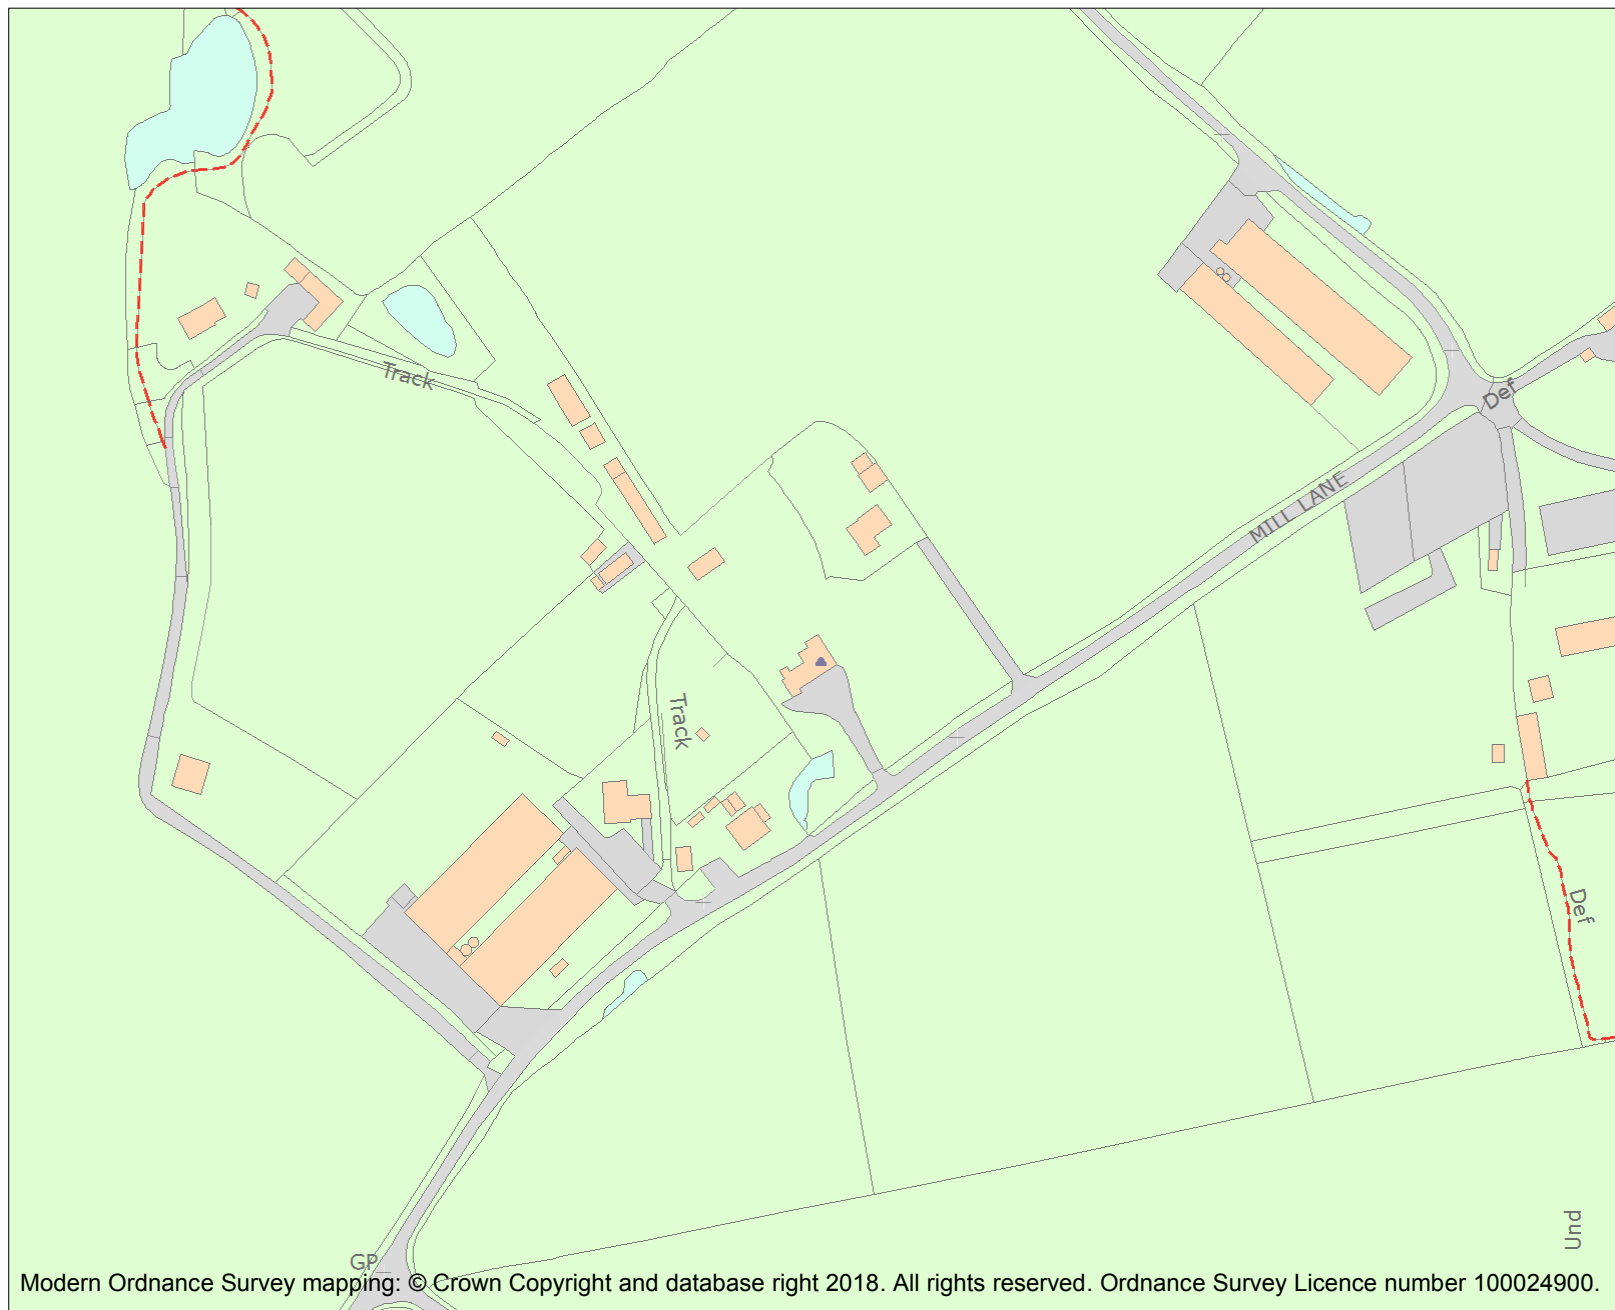 Track
Def
MILL LANE
Track
Def
Und
GP
Modern Ordnance Survey mapping: © Crown Copyright and database right 2018. All rights reserved. Ordnance Survey Licence number 100024900.